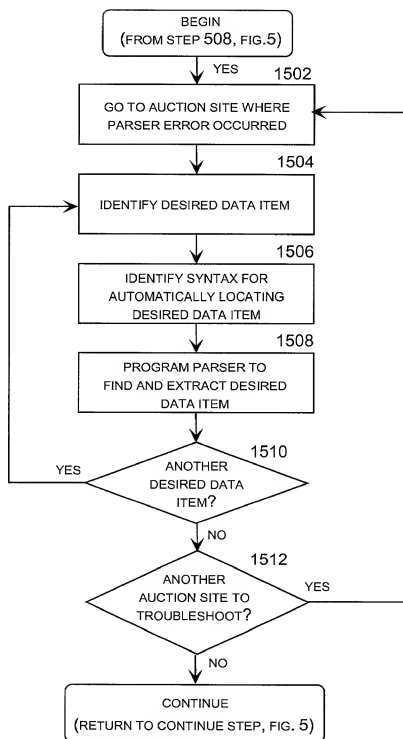 BEGIN
(FROM STEP 508, FIG.5)
YES
1502
GO TO AUCTION SITE WHERE
PARSER ERROR OCCURRED
1504
IDENTIFY DESIRED DATA ITEM
1506
IDENTIFY SYNTAX FOR
AUTOMATICALLY LOCATING
DESIRED DATA ITEM
1508
PROGRAM PARSER TO
FIND AND EXTRACT DESIRED
DATA ITEM
1510
YES
ANOTHER
DESIRED DATA
ITEM?
NO
1512
ANOTHER
AUCTION SITE TO
TROUBLESHOOT?
YES
NO
CONTINUE
(RETURN TO CONTINUE STEP, FIG. 5)